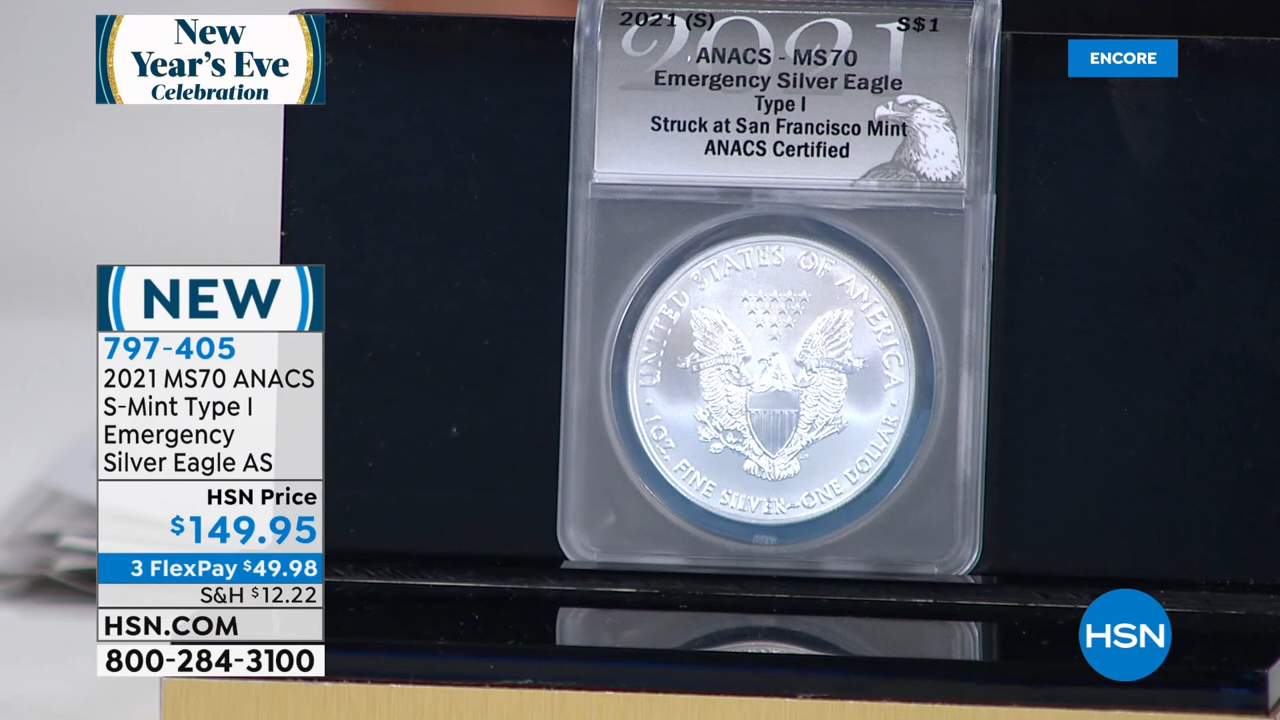 New
Year's Eve
Celebration
ENCORE
2021 (S) S$1
2021
ANACS - MS70
Emergency Silver Eagle
Type I
Struck at San Francisco Mint
ANACS Certified
UNITED STATES OF AMERICA
1 OZ. FINE SILVER~ONE DOLLAR
NEW
797-405
2021 MS70 ANACS
S-Mint Type I
Emergency
Silver Eagle AS
HSN Price
$149.95
3 FlexPay $49.98
S&H $12.22
HSN.COM
800-284-3100
HSN